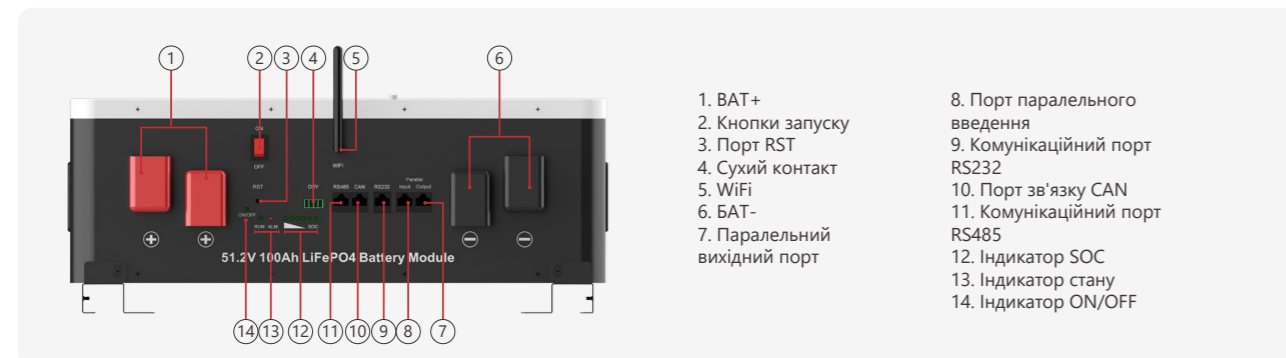 1 2 3 4 5 6
ON
OFF
WiFi
RST
DRY RS485 CAN RS232 Parallel Input Output
ON/OFF
RUN ALM SOC
51.2V 100Ah LiFePO4 Battery Module
14 13 12 11 10 9 8 7
1. BAT+
2. Кнопки запуску
3. Порт RST
4. Сухий контакт
5. WiFi
6. БАТ-
7. Паралельний
вихідний порт
8. Порт паралельного
введення
9. Комунікаційний порт
RS232
10. Порт зв'язку CAN
11. Комунікаційний порт
RS485
12. Індикатор SOC
13. Індикатор стану
14. Індикатор ON/OFF